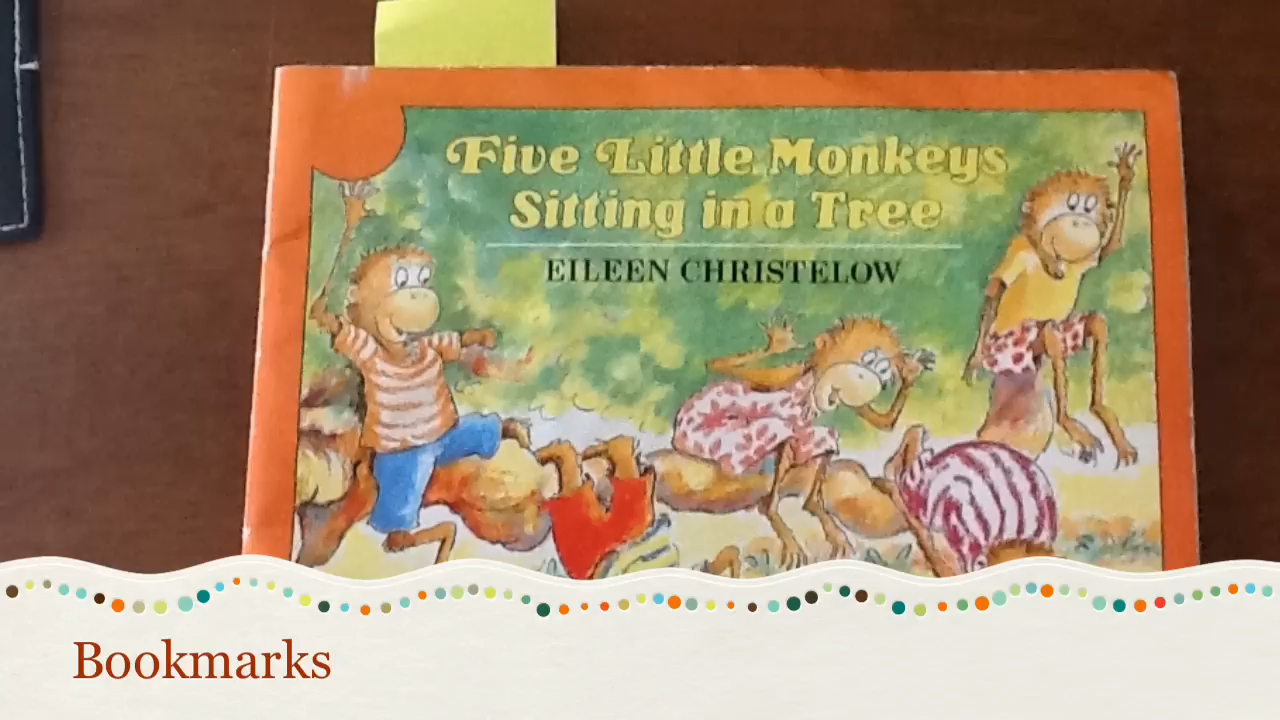 Five Little Monkeys
Sitting in a Tree
EILEEN CHRISTELOW
Bookmarks